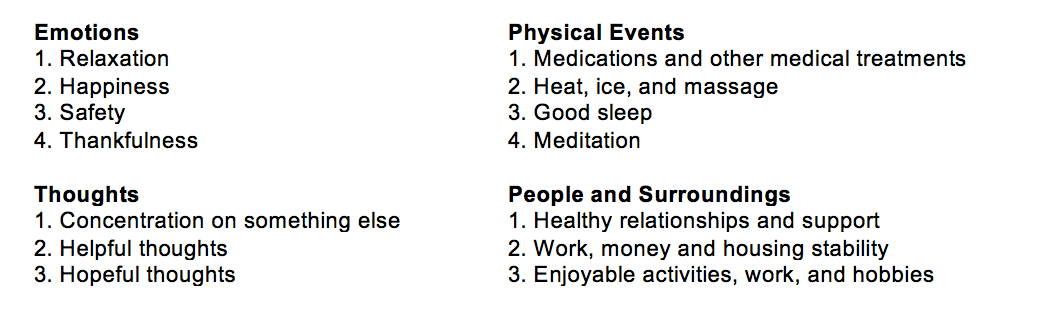 Emotions
1. Relaxation
2. Happiness
3. Safety
4. Thankfulness
Physical Events
1. Medications and other medical treatments
2. Heat, ice, and massage
3. Good sleep
4. Meditation
Thoughts
1. Concentration on something else
2. Helpful thoughts
3. Hopeful thoughts
People and Surroundings
1. Healthy relationships and support
2. Work, money and housing stability
3. Enjoyable activities, work, and hobbies